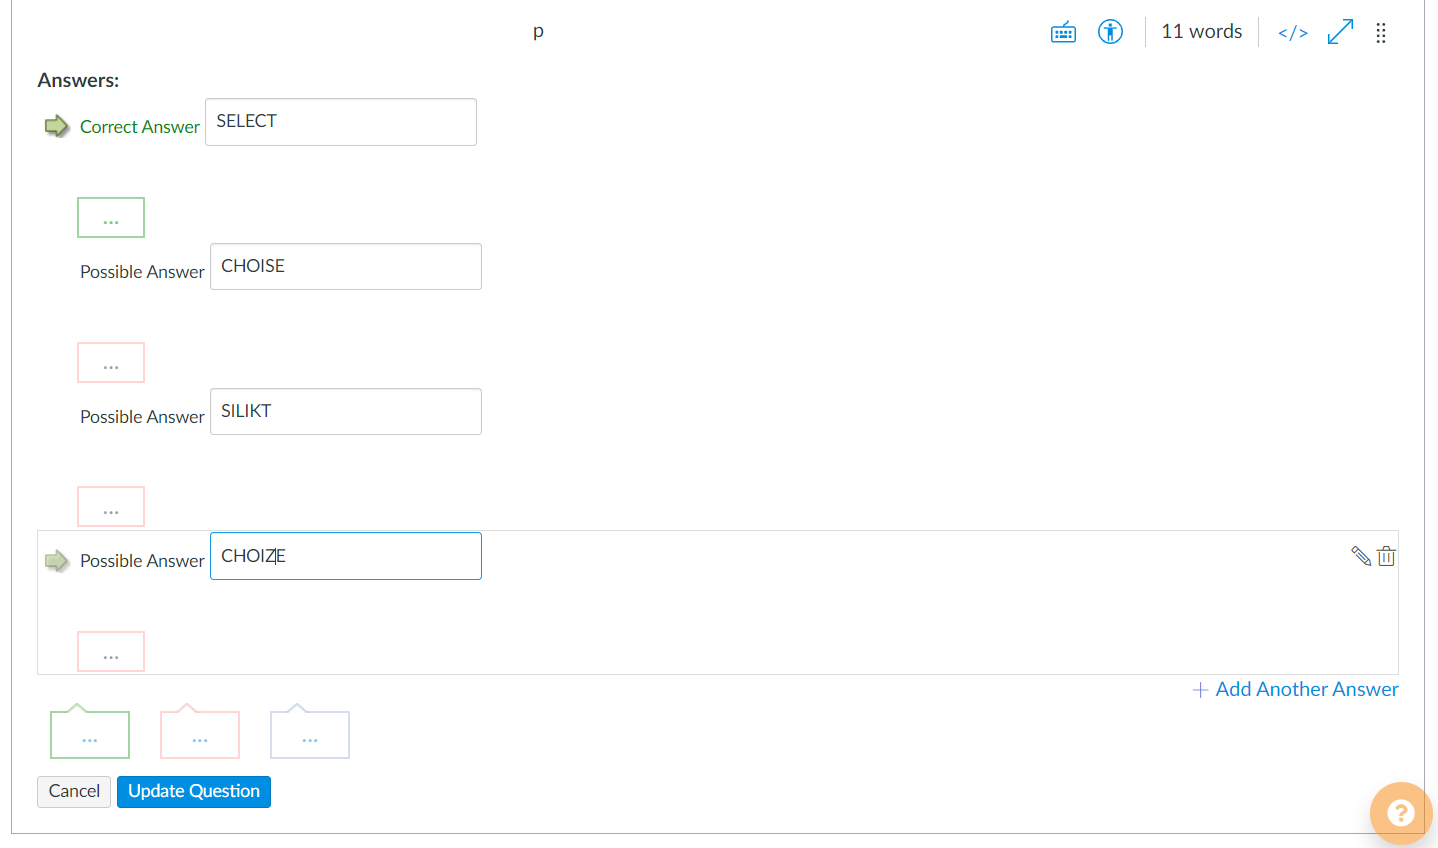 p
11 words
</>
Answers:
Correct Answer
SELECT
...
Possible Answer
CHOISE
...
Possible Answer
SILIKT
...
Possible Answer
CHOIZE
...
+ Add Another Answer
... ... ...
Cancel
Update Question
?